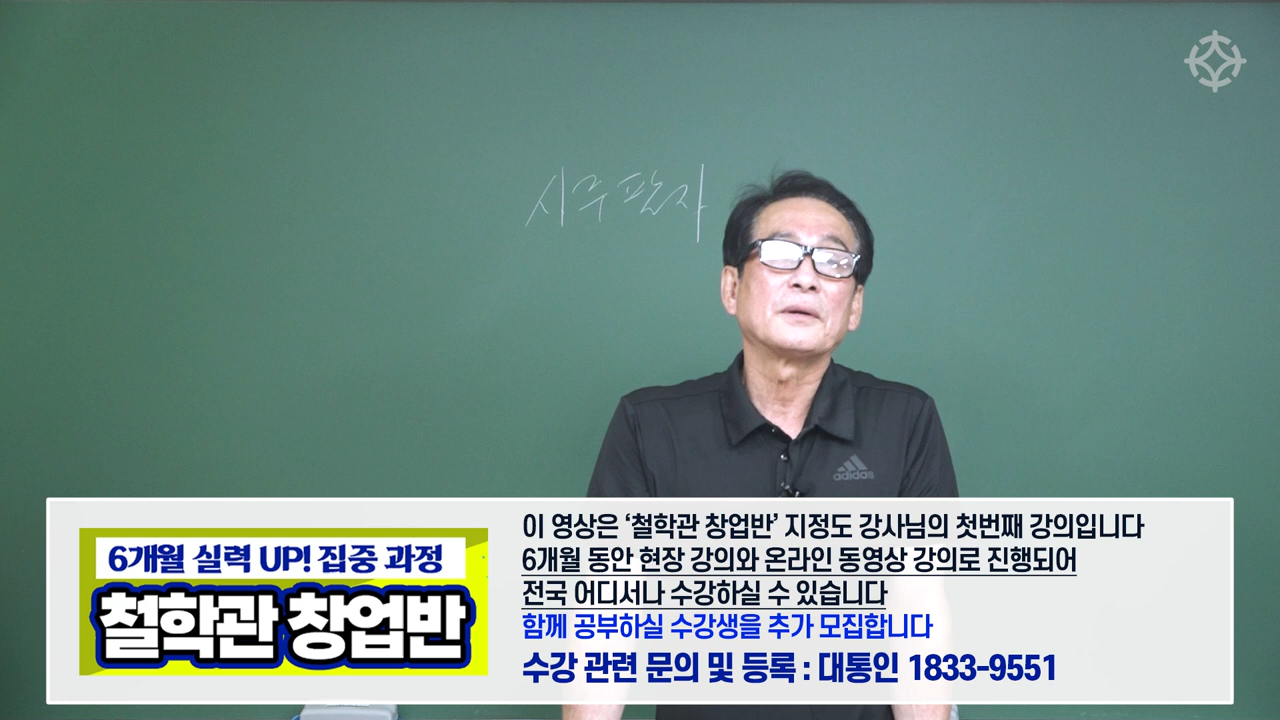 사주팔자
adidas
6개월 실력 UP! 집중 과정
철학관 창업반
이 영상은 ‘철학관 창업반’ 지정도 강사님의 첫번째 강의입니다
6개월 동안 현장 강의와 온라인 동영상 강의로 진행되어
전국 어디서나 수강하실 수 있습니다
함께 공부하실 수강생을 추가 모집합니다
수강 관련 문의 및 등록 : 대통인 1833-9551